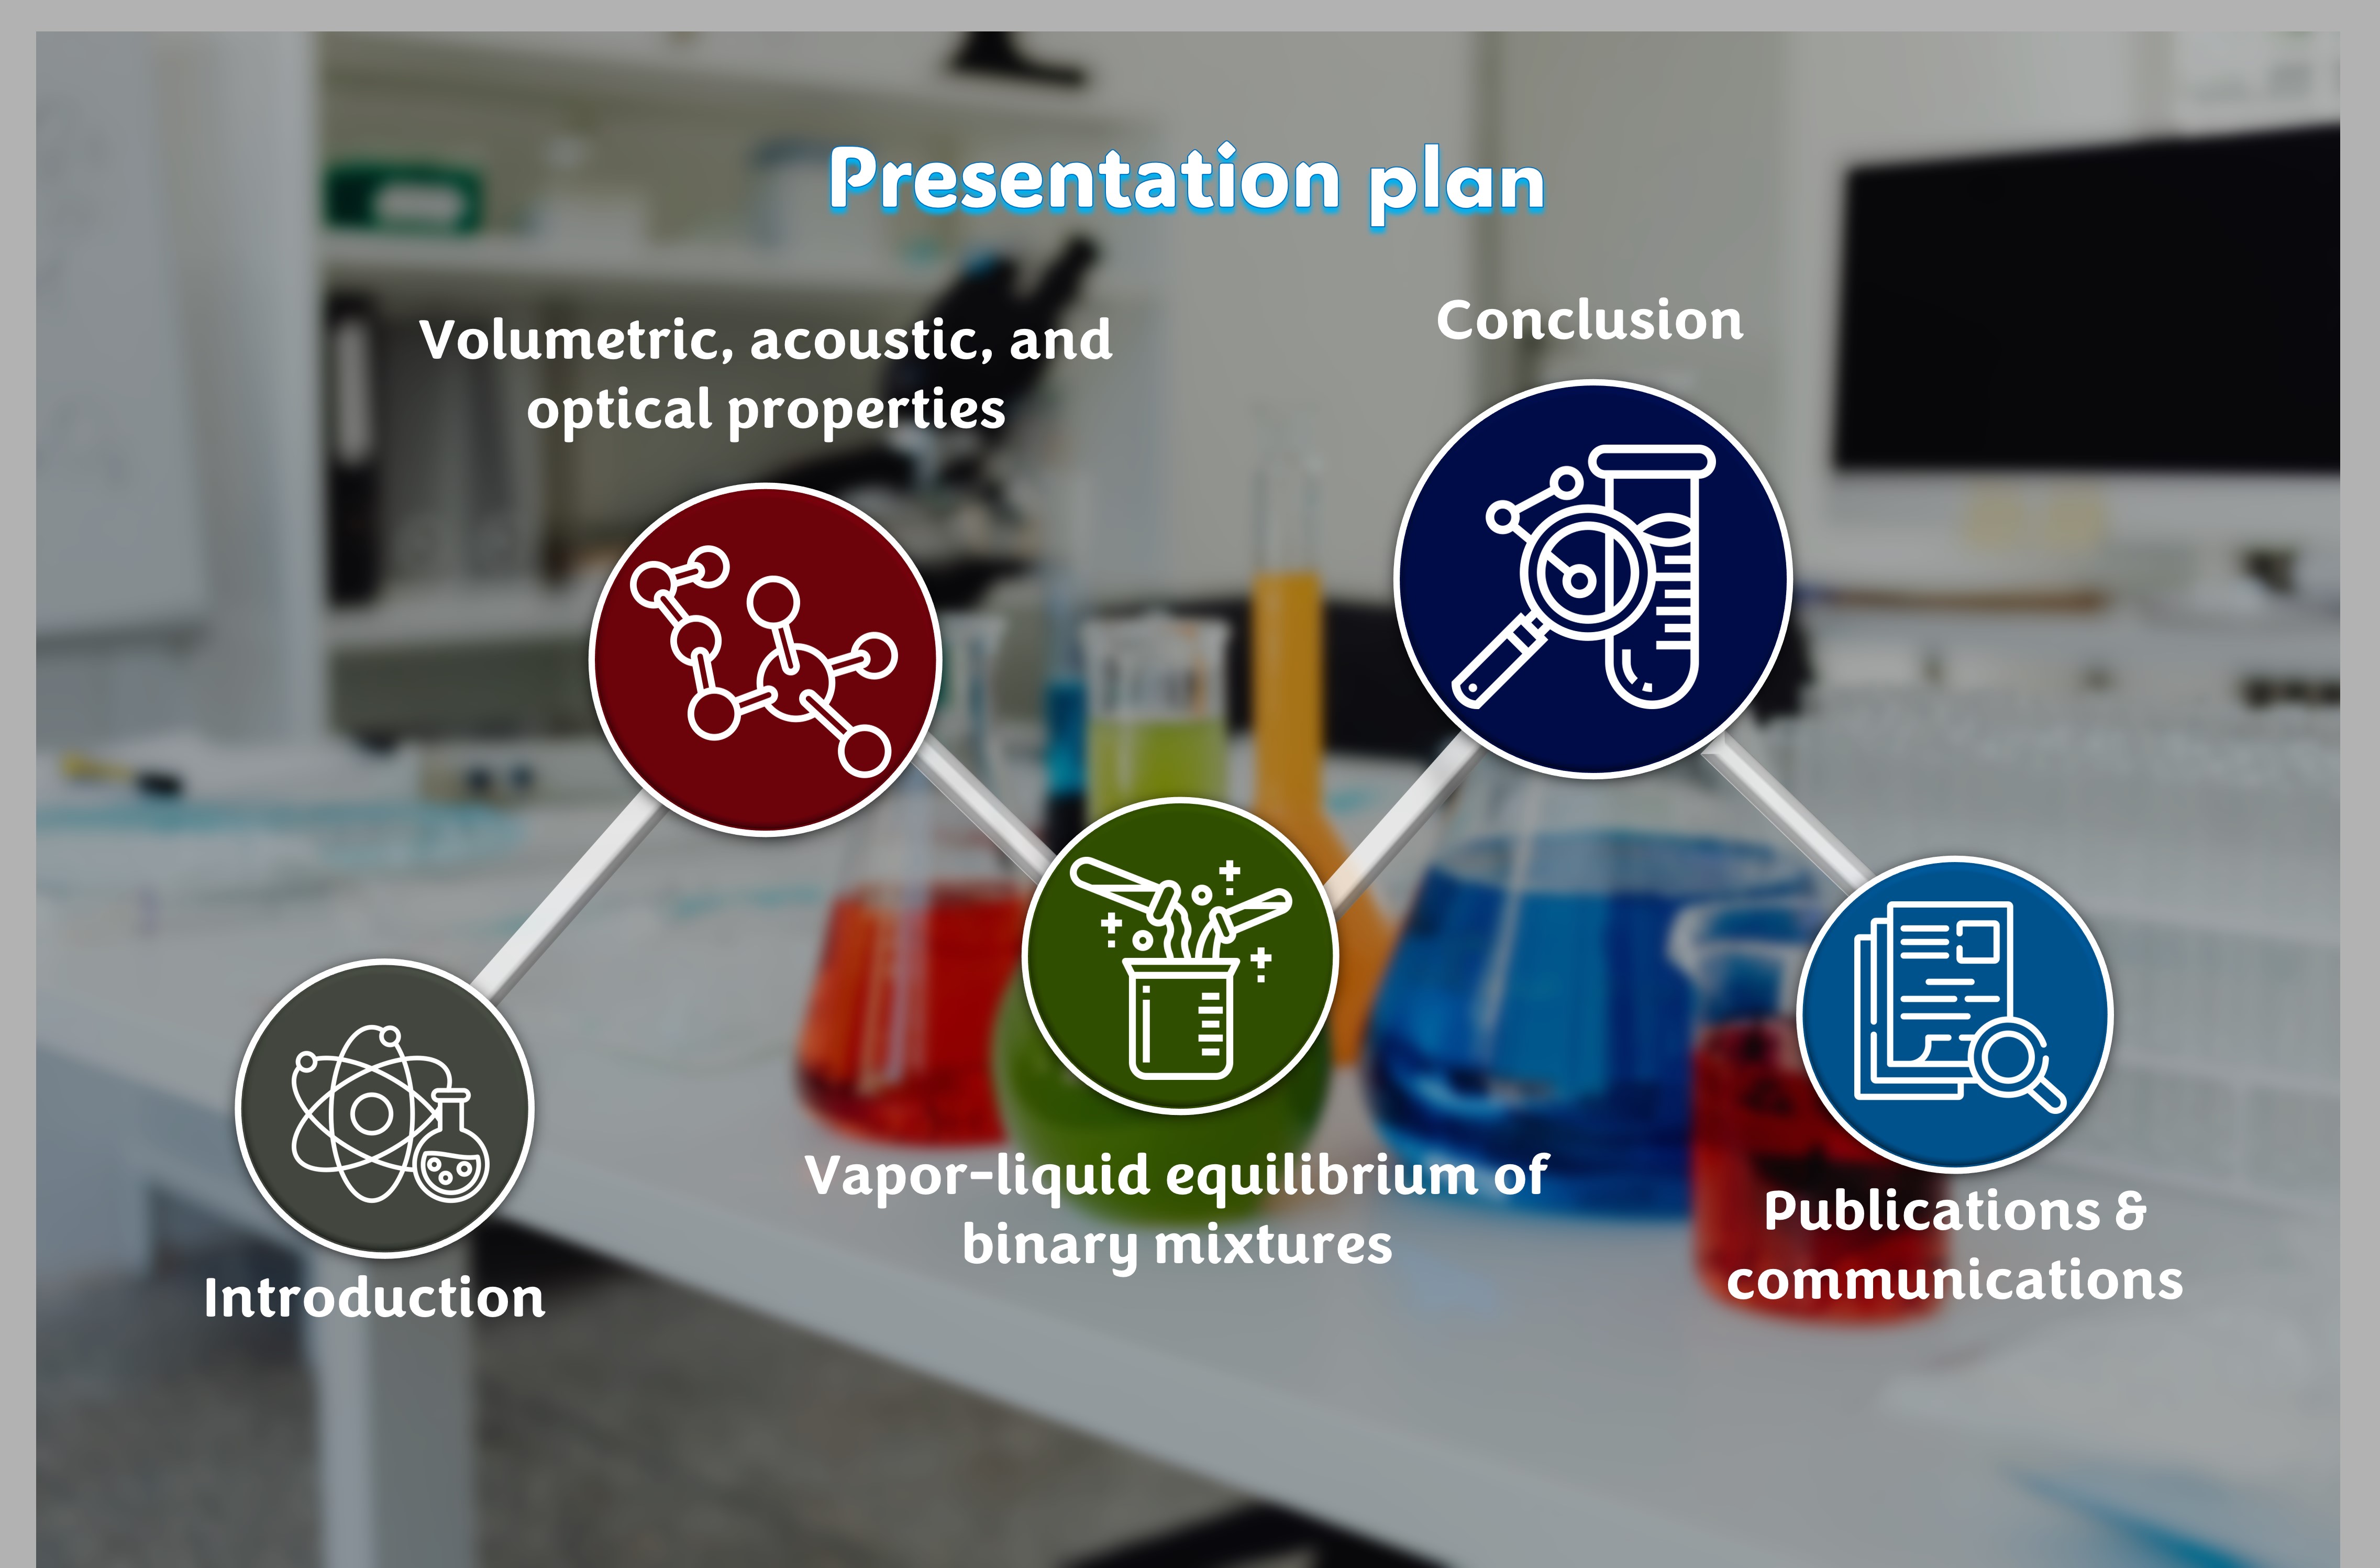 Presentation plan
Volumetric, acoustic, and
optical properties
Conclusion
Introduction
Vapor-liquid equilibrium of
binary mixtures
Publications &
communications